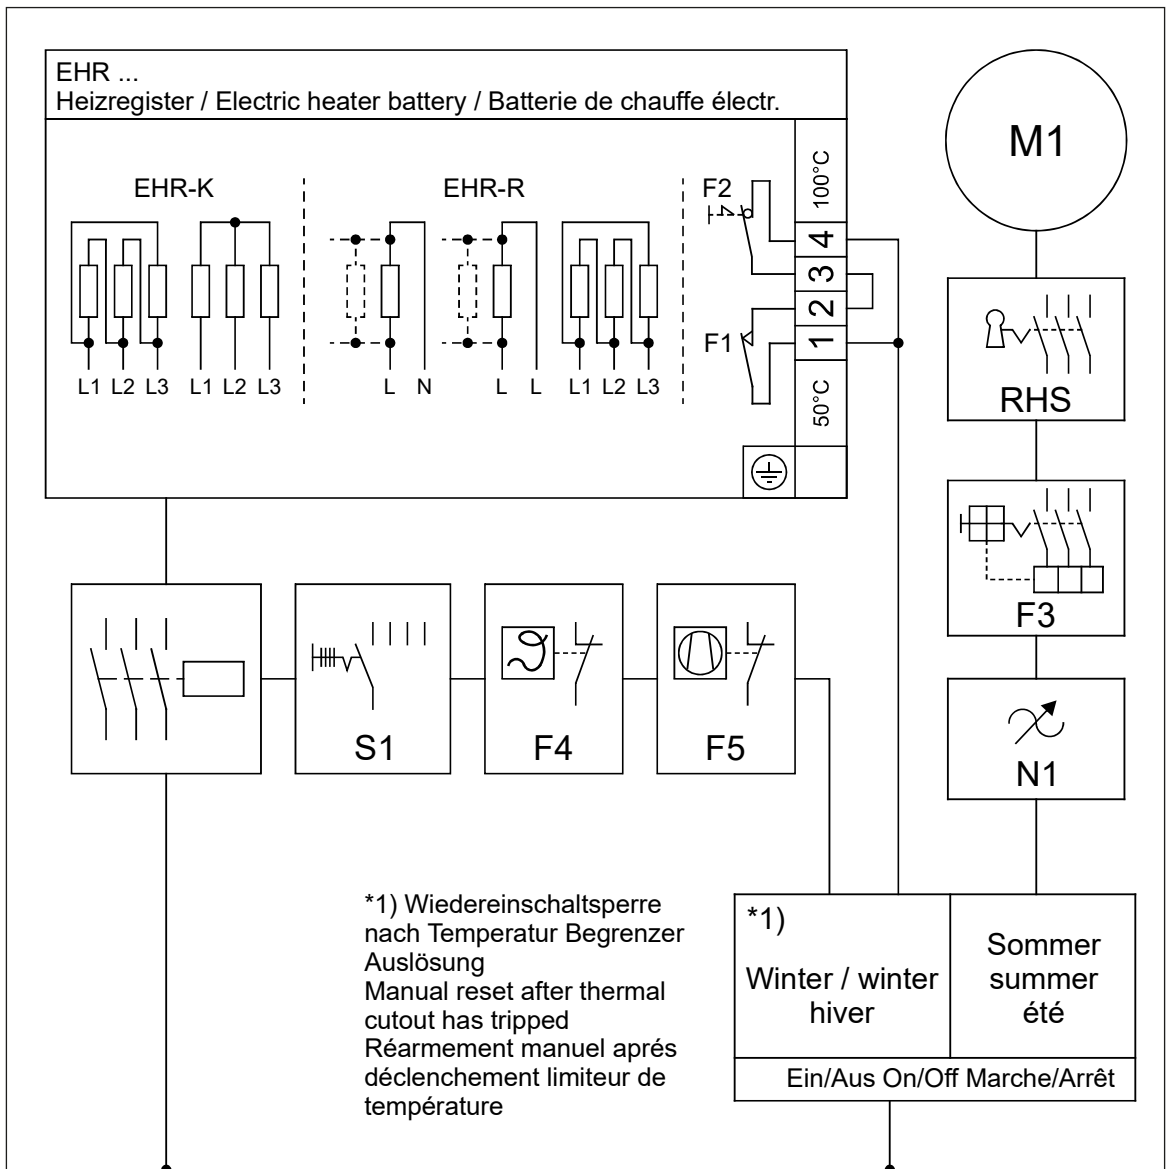 EHR ...
Heizregister / Electric heater battery / Batterie de chauffe électr.
M1
EHR-K
EHR-R
F2
100°C
4
3
2
1
F1
50°C
L1 L2 L3 L1 L2 L3
L N L L
L1 L2 L3
RHS
F3
S1
F4
F5
N1
*1) Wiedereinschaltsperre
nach Temperatur Begrenzer
Auslösung
Manual reset after thermal
cutout has tripped
Réarmement manuel aprés
déclenchement limiteur de
température
*1)
Winter / winter
hiver
Sommer
summer
été
Ein/Aus On/Off Marche/Arrêt